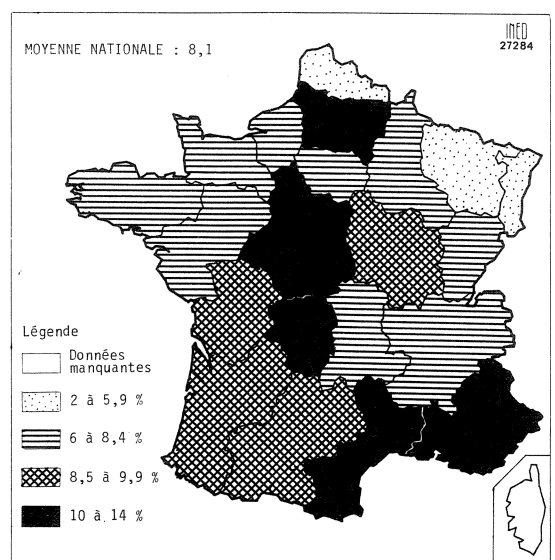 MOYENNE NATIONALE : 8,1
INED
27284
Légende
Données
manquantes
2 à 5,9 %
6 à 8,4 %
8,5 à 9,9 %
10 à 14 %